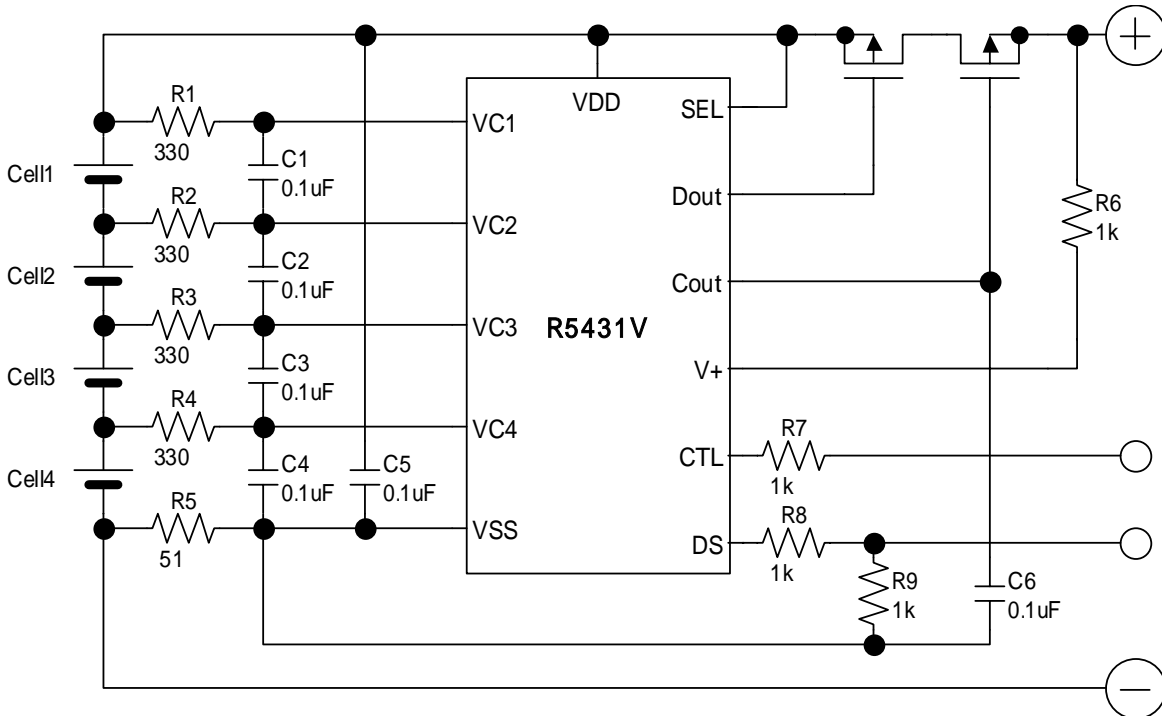 R1
330
C1
0.1uF
VC1
VDD
SEL
Cell1
R2
330
C2
0.1uF
VC2
Dout
R6
1k
Cell2
R3
330
C3
0.1uF
VC3
R5431V
Cout
Cell3
R4
330
C4
0.1uF
C5
0.1uF
VC4
V+
R7
1k
CTL
Cell4
R5
51
VSS
DS
R8
1k
R9
1k
C6
0.1uF
+
−